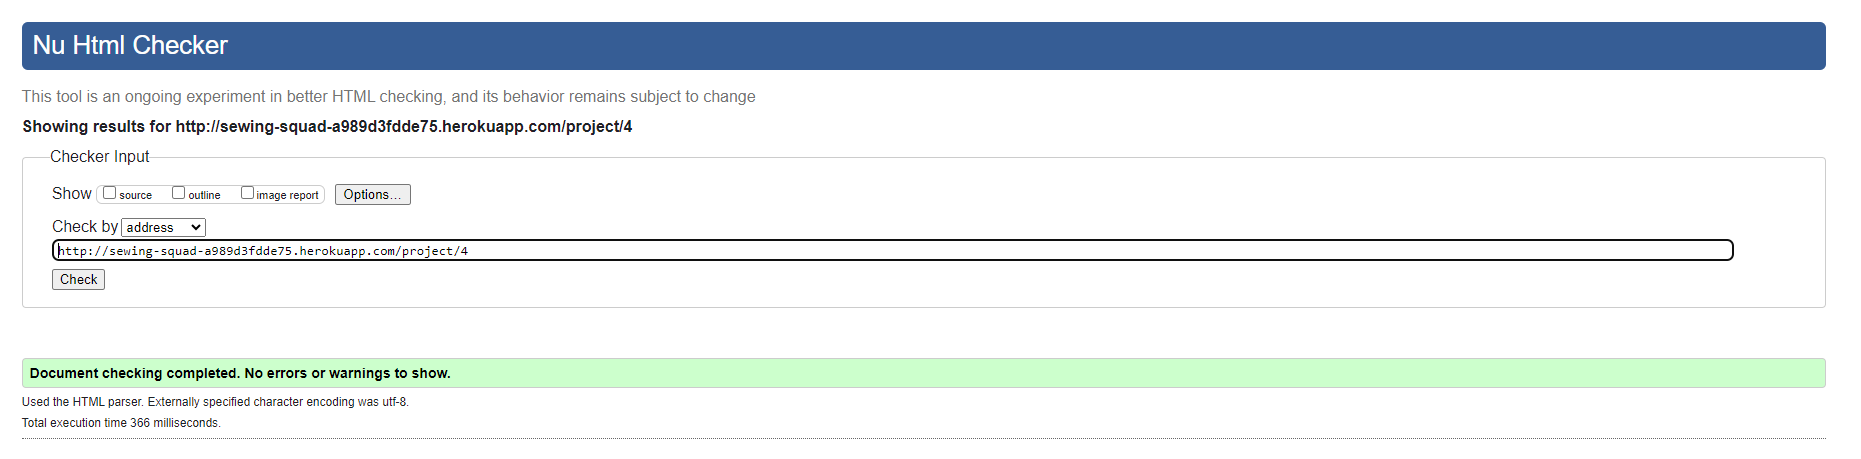 Nu Html Checker
This tool is an ongoing experiment in better HTML checking, and its behavior remains subject to change
Showing results for http://sewing-squad-a989d3fdde75.herokuapp.com/project/4
Checker Input
Show source outline image report Options...
Check by address
http://sewing-squad-a989d3fdde75.herokuapp.com/project/4
Check
Document checking completed. No errors or warnings to show.
Used the HTML parser. Externally specified character encoding was utf-8.
Total execution time 366 milliseconds.